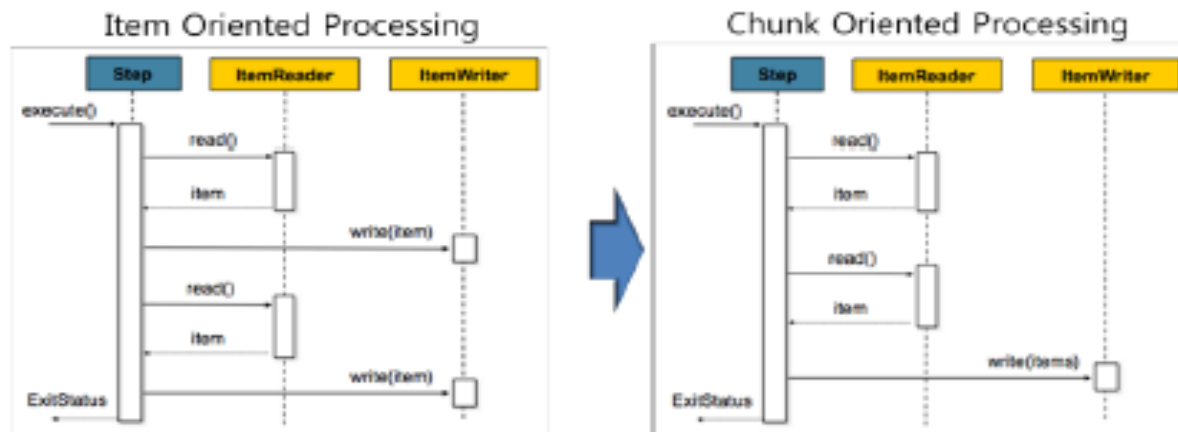 Item Oriented Processing
Step
ItemReader
ItemWriter
execute()
read()
item
write(item)
read()
item
write(item)
ExitStatus
Chunk Oriented Processing
Step
ItemReader
ItemWriter
execute()
read()
item
read()
item
write(items)
ExitStatus